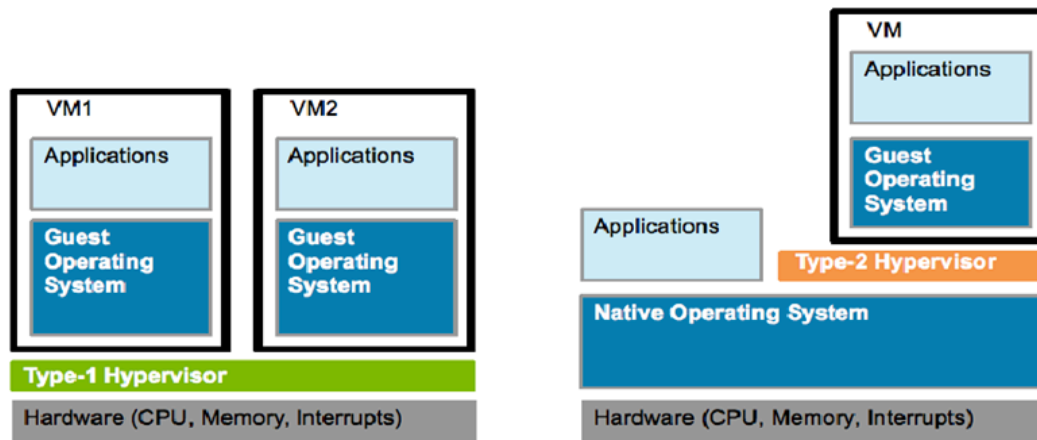 VM1
Applications
Guest
Operating
System
VM2
Applications
Guest
Operating
System
Type-1 Hypervisor
Hardware (CPU, Memory, Interrupts)
VM
Applications
Guest
Operating
System
Applications
Type-2 Hypervisor
Native Operating System
Hardware (CPU, Memory, Interrupts)